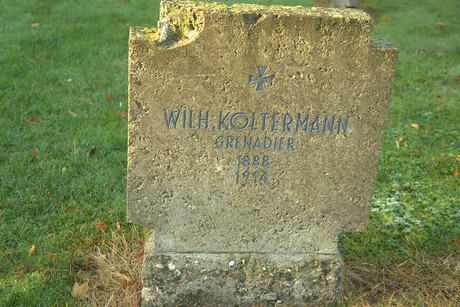 WILH. KOLTERMANN
GRENADIER
1888
1914